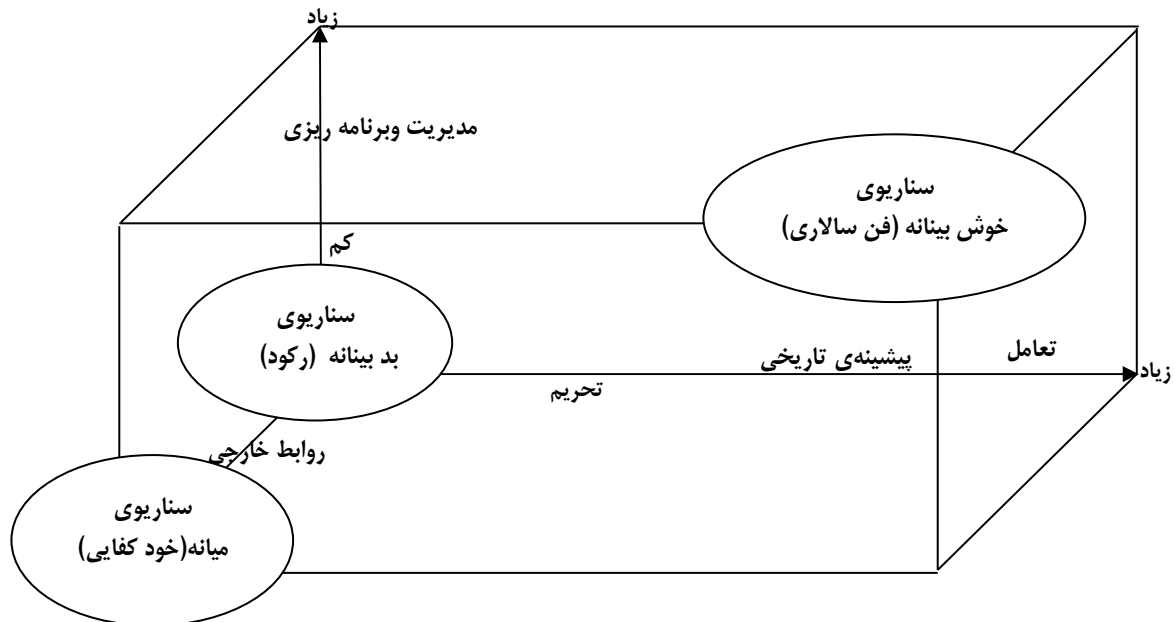 زیاد
مدیریت وبرنامه ریزی
سناریوی
خوش بینانه (فن سالاری)
کم
سناریوی
بد بینانه (رکود)
تعامل
پیشینه‌ی تاریخی
زیاد
تحریم
روابط خارجی
سناریوی
میانه(خود کفایی)